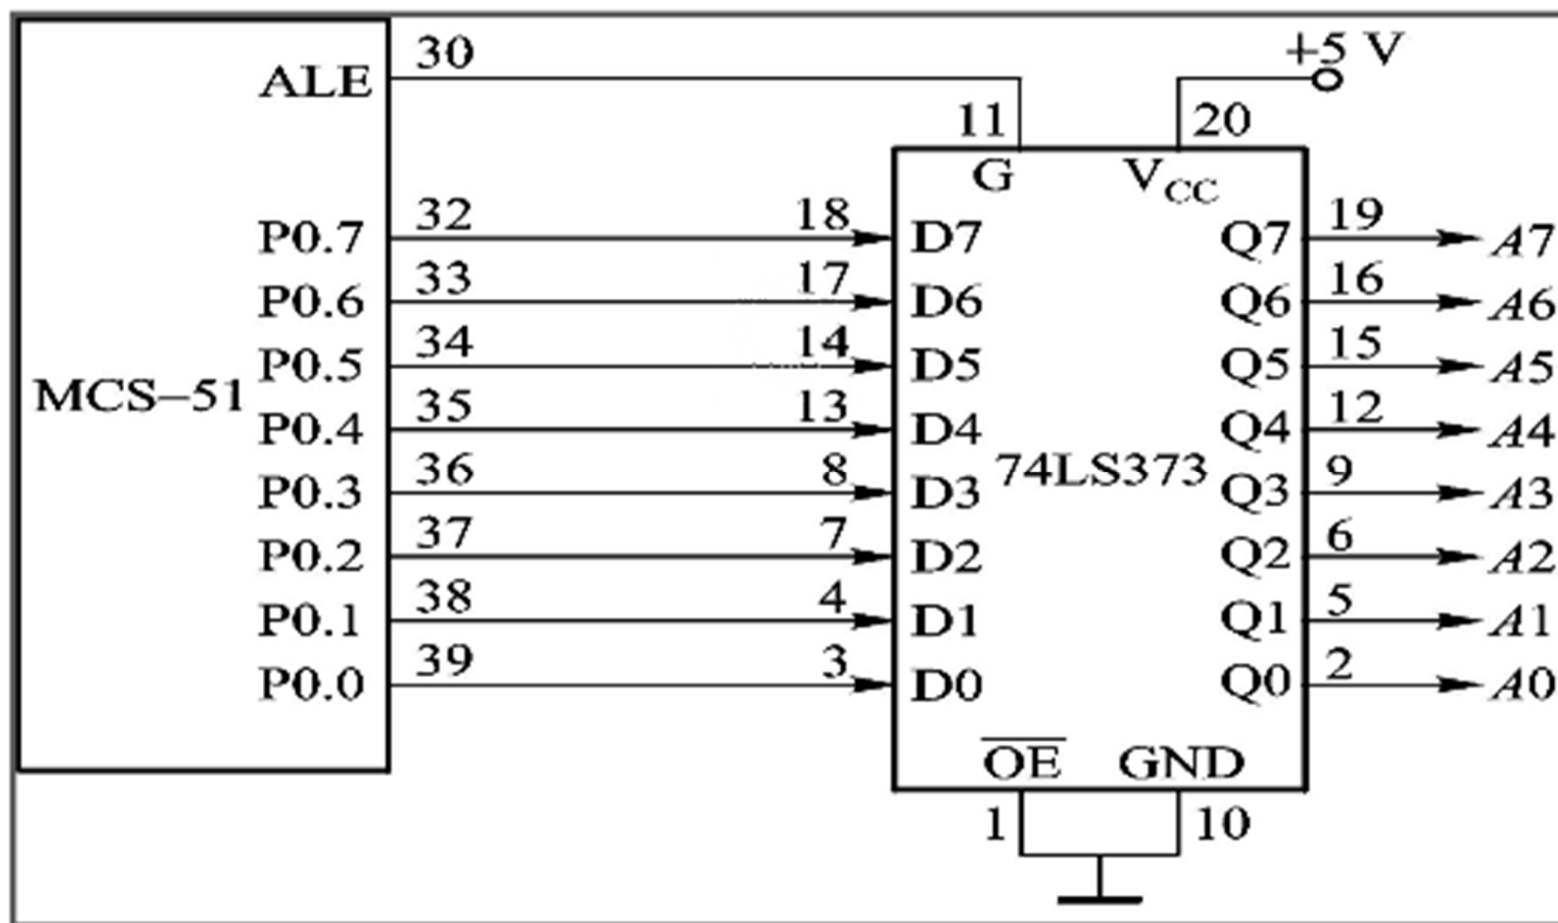 30 +5 V
ALE
11 20
G VCC
P0.7 32 18 D7 Q7 19 A7
P0.6 33 17 D6 Q6 16 A6
P0.5 34 14 D5 Q5 15 A5
MCS-51
P0.4 35 13 D4 Q4 12 A4
74LS373
P0.3 36 8 D3 Q3 9 A3
P0.2 37 7 D2 Q2 6 A2
P0.1 38 4 D1 Q1 5 A1
P0.0 39 3 D0 Q0 2 A0
O̅E̅ GND
1 10